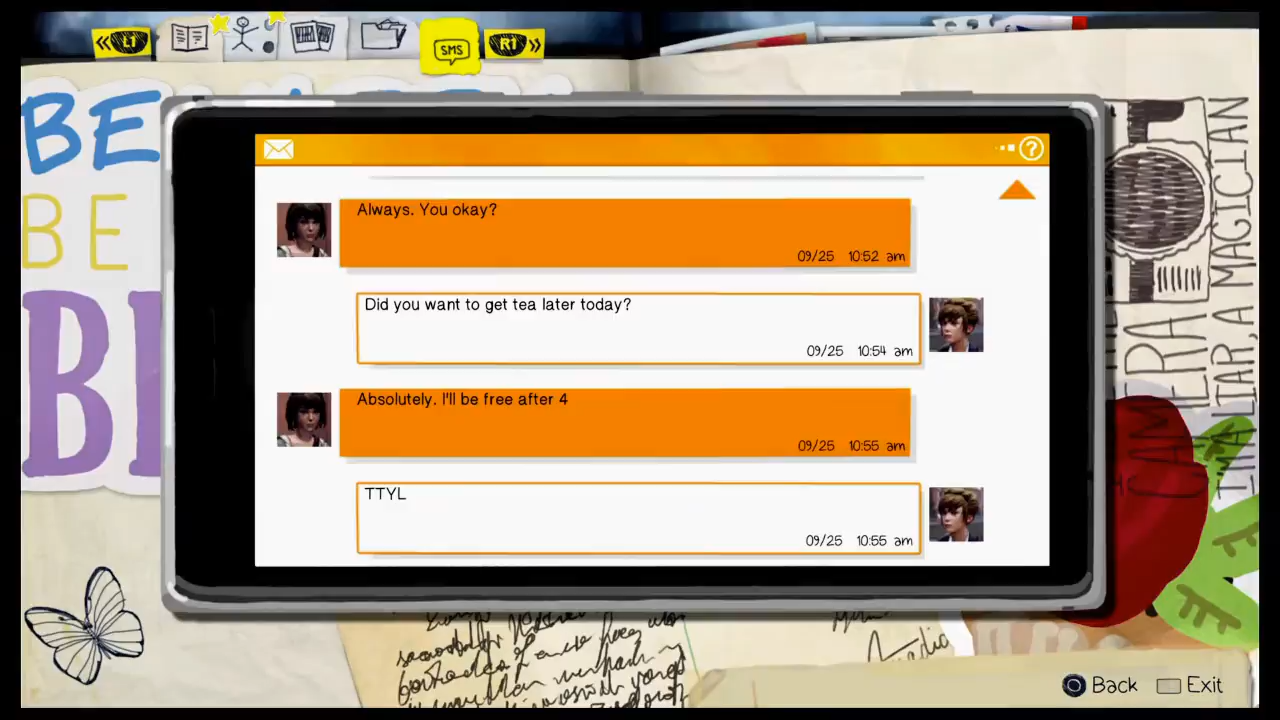 L1
SMS
R1
BE
BE
B
?
Always. You okay?
09/25 10:52 am
Did you want to get tea later today?
09/25 10:54 am
Absolutely. I'll be free after 4
09/25 10:55 am
TTYL
09/25 10:55 am
CAMERA
I'M A LIAR, A MAGICIAN
Back
Exit